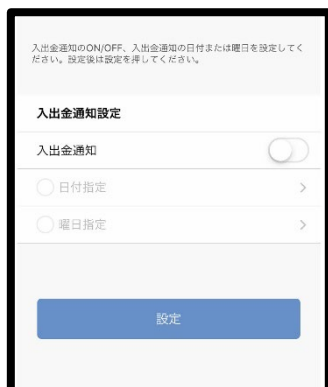 入出金通知のON/OFF、入出金通知の日付または曜日を設定してく
ださい。設定後は設定を押してください。
入出金通知設定
入出金通知
日付指定
曜日指定
設定